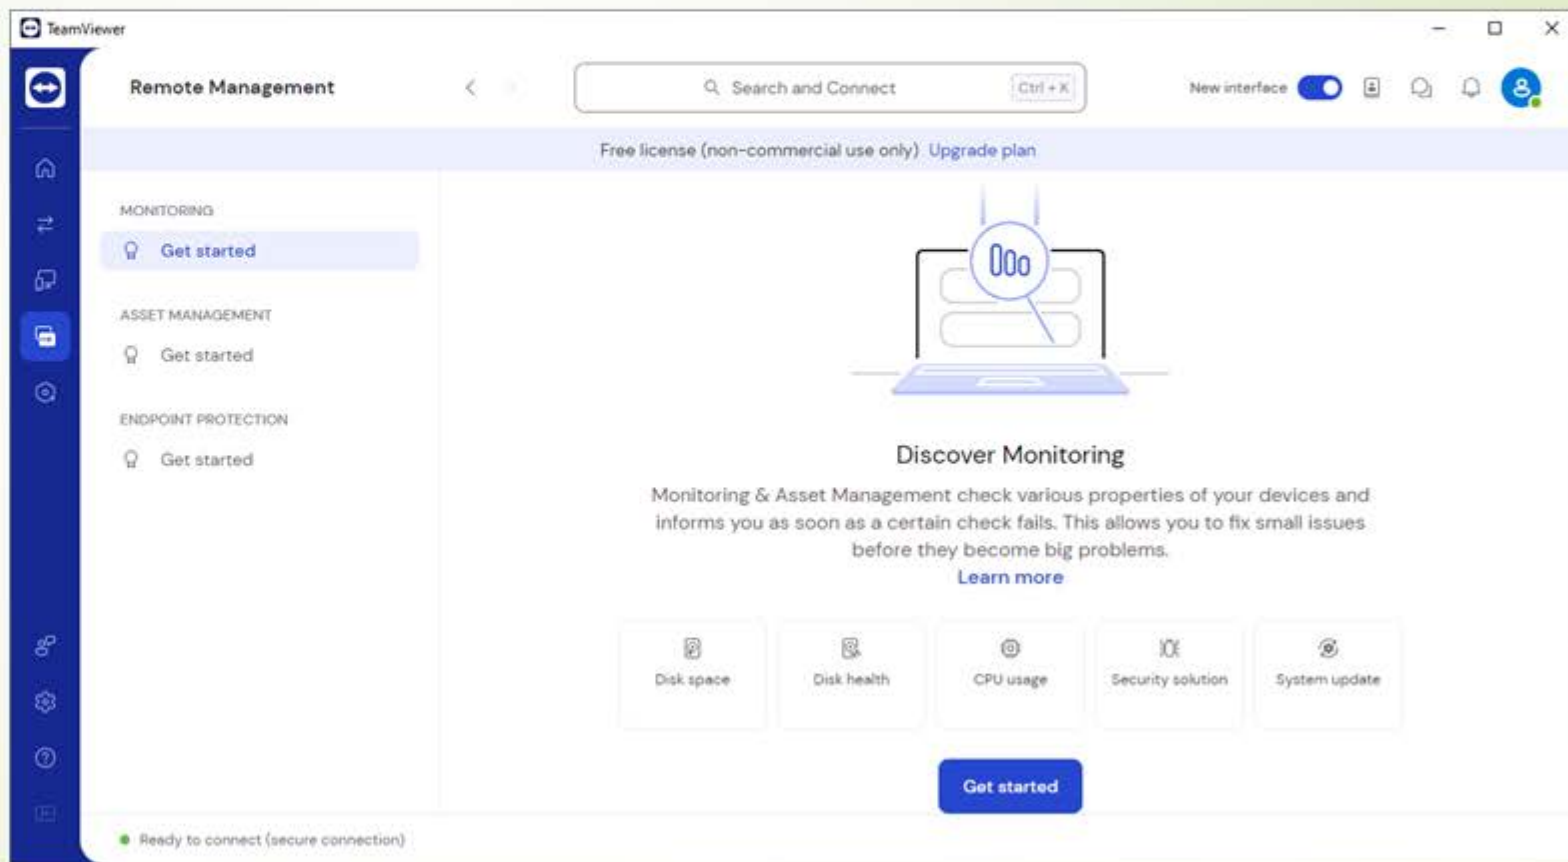 TeamViewer
Remote Management
Search and Connect
Ctrl + X
New interface
Free license (non-commercial use only) Upgrade plan
MONITORING
Get started
ASSET MANAGEMENT
Get started
ENDPOINT PROTECTION
Get started
Discover Monitoring
Monitoring & Asset Management check various properties of your devices and
informs you as soon as a certain check fails. This allows you to fix small issues
before they become big problems.
Learn more
Disk space
Disk health
CPU usage
Security solution
System update
Get started
Ready to connect (secure connection)